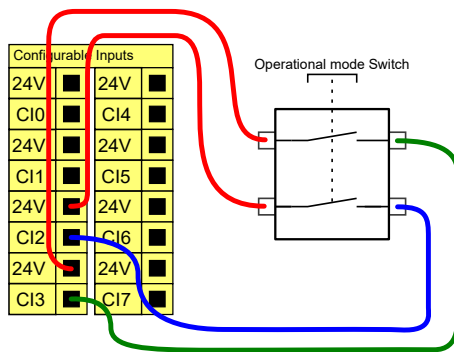 Configurable Inputs
Operational mode Switch
24V 24V
CI0 CI4
24V 24V
CI1 CI5
24V 24V
CI2 CI6
24V 24V
CI3 CI7